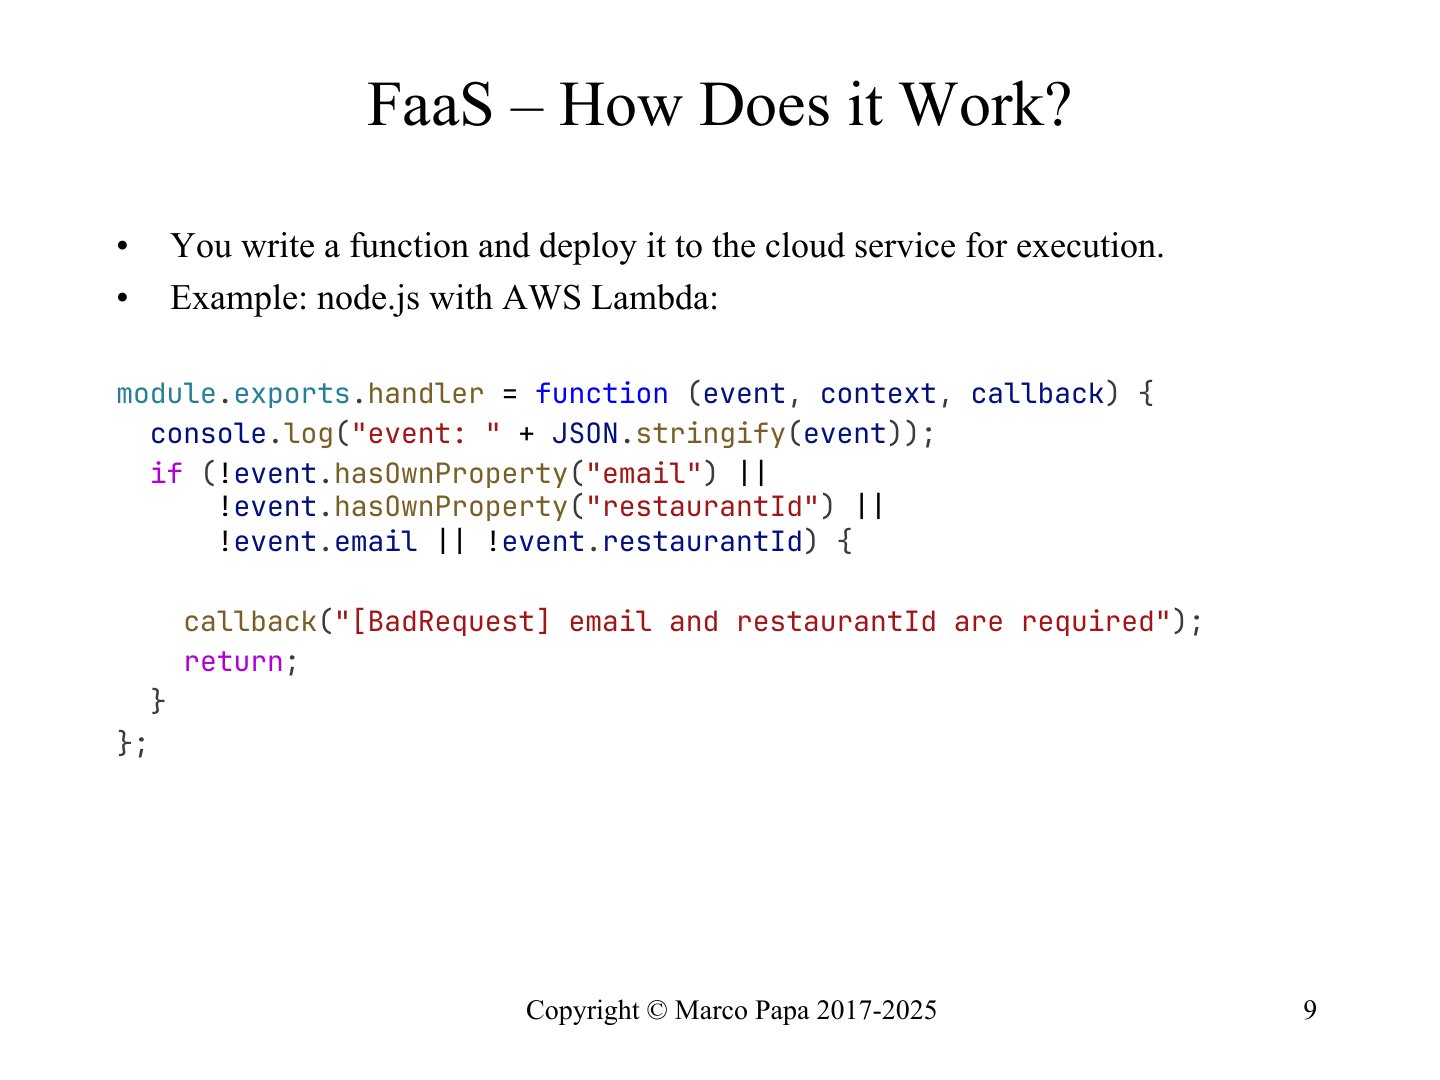 FaaS – How Does it Work?
• You write a function and deploy it to the cloud service for execution.
• Example: node.js with AWS Lambda:
module.exports.handler = function (event, context, callback) {
  console.log("event: " + JSON.stringify(event));
  if (!event.hasOwnProperty("email") ||
      !event.hasOwnProperty("restaurantId") ||
      !event.email || !event.restaurantId) {
    callback("[BadRequest] email and restaurantId are required");
    return;
  }
};
Copyright © Marco Papa 2017-2025
9